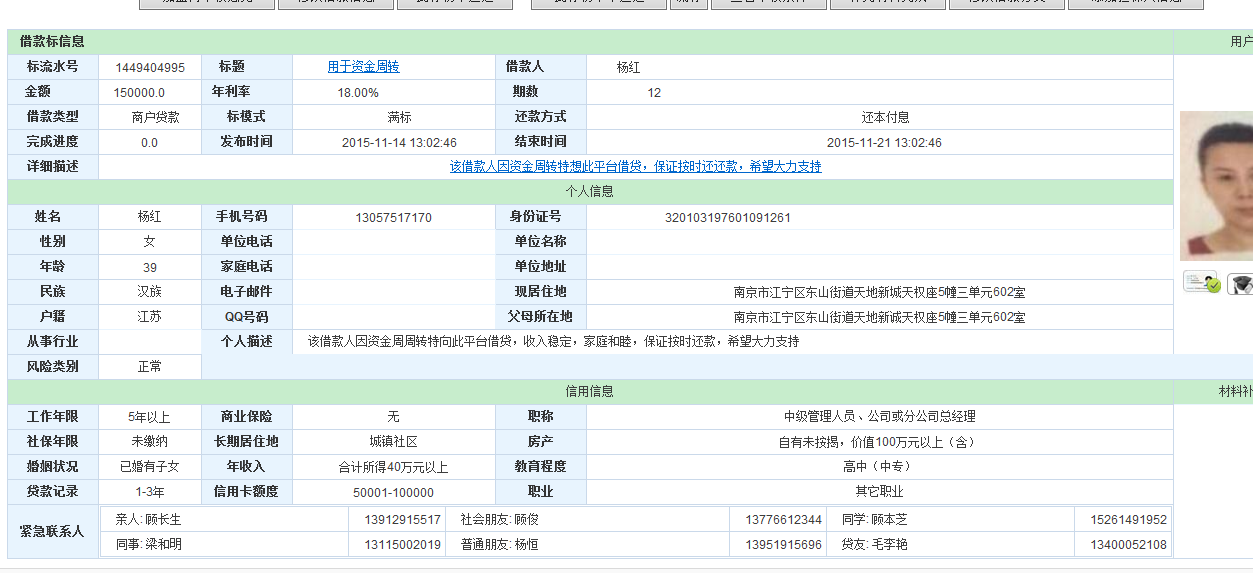 借款标信息 用户
标流水号 1449404995 标题 用于资金周转 借款人 杨红
金额 150000.0 年利率 18.00% 期数 12
借款类型 商户贷款 标模式 满标 还款方式 还本付息
完成进度 0.0 发布时间 2015-11-14 13:02:46 结束时间 2015-11-21 13:02:46
详细描述 该借款人因资金周转特想此平台借贷，保证按时还还款，希望大力支持
个人信息
姓名 杨红 手机号码 13057517170 身份证号 320103197601091261
性别 女 单位电话 单位名称
年龄 39 家庭电话 单位地址
民族 汉族 电子邮件 现居住地 南京市江宁区东山街道天地新城天权座5幢三单元602室
户籍 江苏 QQ号码 父母所在地 南京市江宁区东山街道天地新诚天权座5幢三单元602室
从事行业 个人描述 该借款人因资金周周转特向此平台借贷，收入稳定，家庭和睦，保证按时还款，希望大力支持
风险类别 正常
信用信息 材料补
工作年限 5年以上 商业保险 无 职称 中级管理人员、公司或分公司总经理
社保年限 未缴纳 长期居住地 城镇社区 房产 自有未按揭，价值100万元以上（含）
婚姻状况 已婚有子女 年收入 合计所得40万元以上 教育程度 高中（中专）
贷款记录 1-3年 信用卡额度 50001-100000 职业 其它职业
紧急联系人 亲人:顾长生 13912915517 社会朋友:顾俊 13776612344 同学:顾本芝 15261491952
同事:梁和明 13115002019 普通朋友:杨恒 13951915696 贷友:毛李艳 13400052108